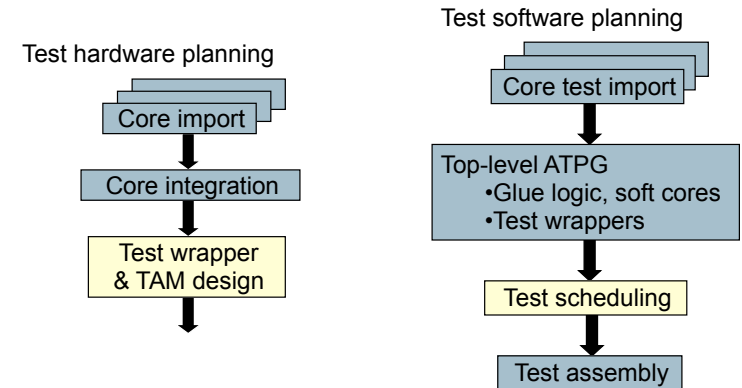 Test hardware planning
Core import
Core integration
Test wrapper
& TAM design
Test software planning
Core test import
Top-level ATPG
•Glue logic, soft cores
•Test wrappers
Test scheduling
Test assembly